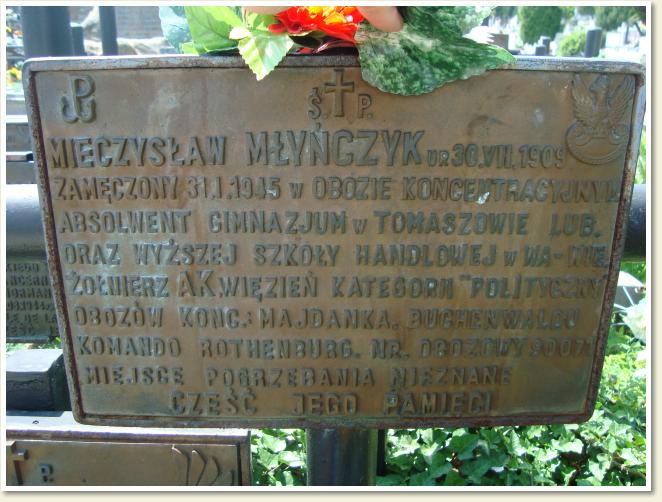 Ś.†P.
MIECZYSŁAW MŁYŃCZYK UR 30.VII.1909
ZAMĘCZONY 31.I.1945 W OBOZIE KONCENTRACYJNYM
ABSOLWENT GIMNAZJUM W TOMASZOWIE LUB.
ORAZ WYŻSZEJ SZKOŁY HANDLOWEJ W WA-WIE
ŻOŁNIERZ AK WIĘZIEŃ KATEGORII "POLITYCZNY
OBOZÓW KONC.: MAJDANKA, BUCHENWALDU
KOMANDO ROTHENBURG. NR. OBOZOWY 9007
MIEJSCE POGRZEBANIA NIEZNANE
CZEŚĆ JEGO PAMIĘCI
P.